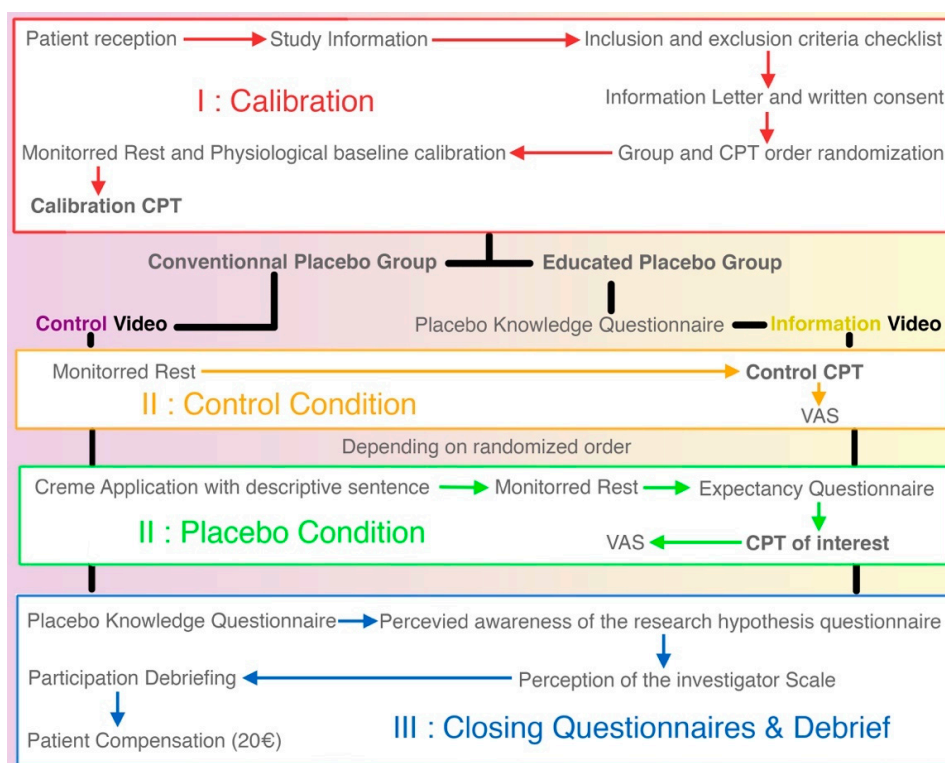 Patient reception Study Information Inclusion and exclusion criteria checklist
I : Calibration
Information Letter and written consent
Monitorred Rest and Physiological baseline calibration Group and CPT order randomization
Calibration CPT
Conventionnal Placebo Group Educated Placebo Group
Control Video Placebo Knowledge Questionnaire Information Video
Monitorred Rest Control CPT
II : Control Condition
VAS
Depending on randomized order
Creme Application with descriptive sentence Monitorred Rest Expectancy Questionnaire
II : Placebo Condition
VAS CPT of interest
Placebo Knowledge Questionnaire Percevied awareness of the research hypothesis questionnaire
Participation Debriefing Perception of the investigator Scale
III : Closing Questionnaires & Debrief
Patient Compensation (20€)